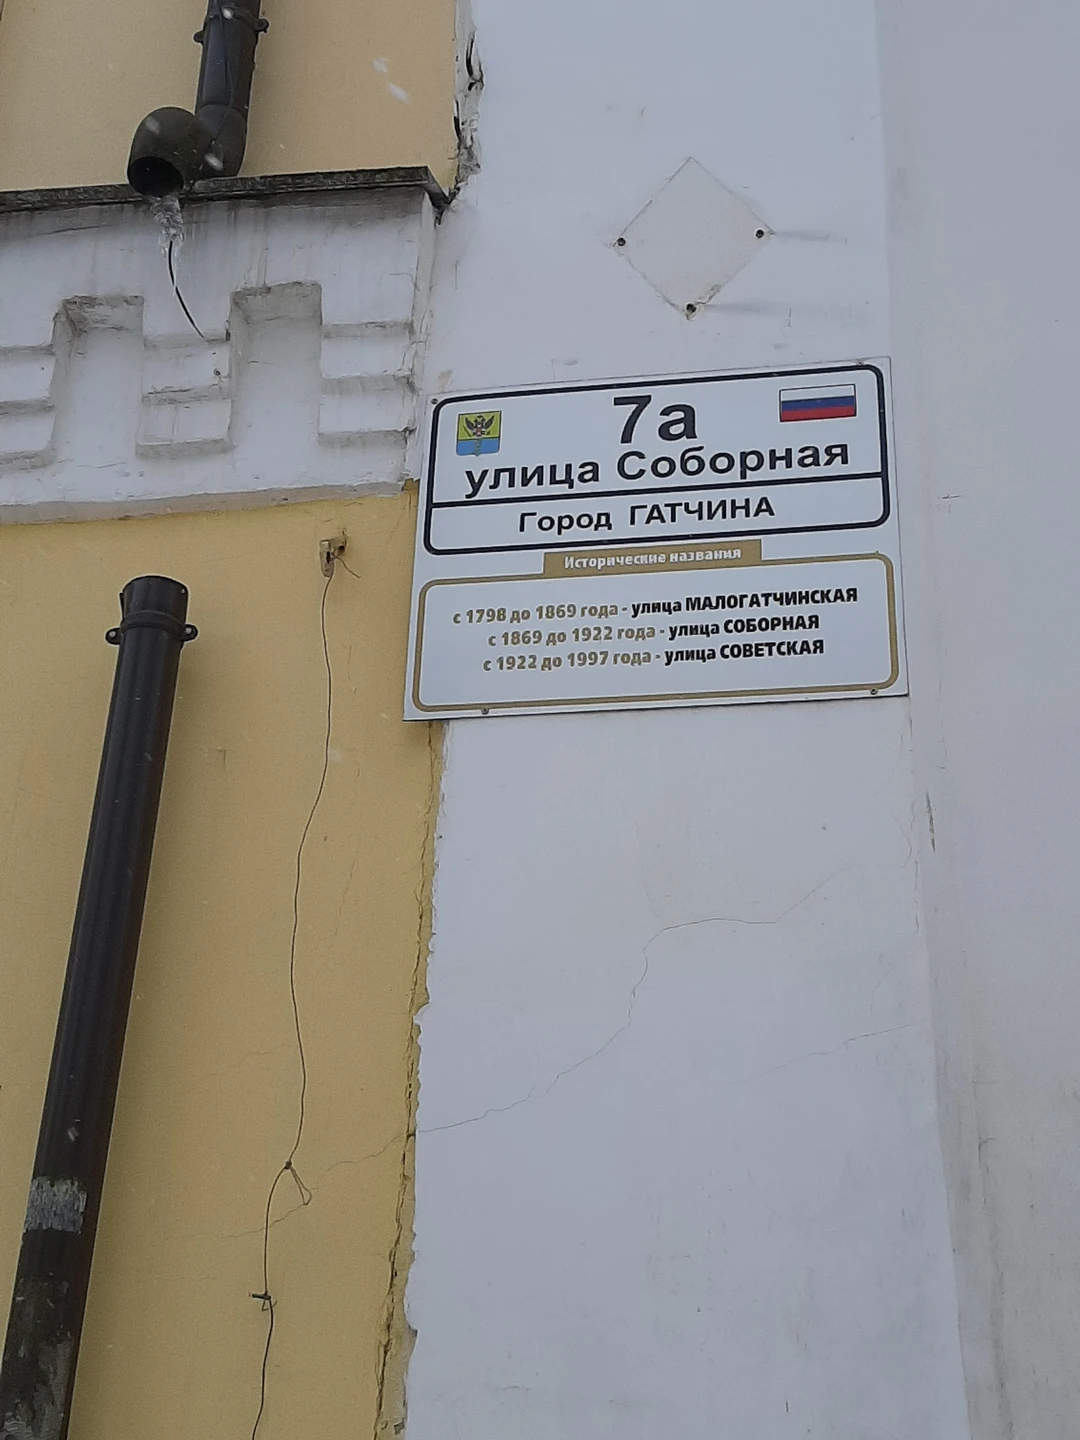 7а
улица Соборная
Город ГАТЧИНА
Исторические названия
с 1798 до 1869 года - улица МАЛОГАТЧИНСКАЯ
с 1869 до 1922 года - улица СОБОРНАЯ
с 1922 до 1997 года - улица СОВЕТСКАЯ